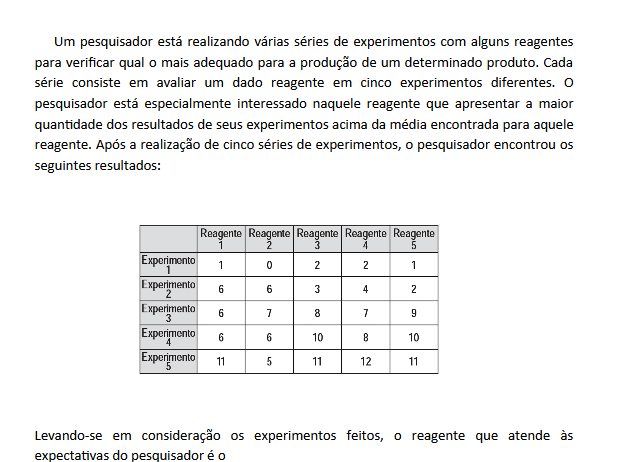 Um pesquisador está realizando várias séries de experimentos com alguns reagentes
para verificar qual o mais adequado para a produção de um determinado produto. Cada
série consiste em avaliar um dado reagente em cinco experimentos diferentes. O
pesquisador está especialmente interessado naquele reagente que apresentar a maior
quantidade dos resultados de seus experimentos acima da média encontrada para aquele
reagente. Após a realização de cinco séries de experimentos, o pesquisador encontrou os
seguintes resultados:
Reagente 1 Reagente 2 Reagente 3 Reagente 4 Reagente 5
Experimento 1 1 0 2 2 1
Experimento 2 6 6 3 4 2
Experimento 3 6 7 8 7 9
Experimento 4 6 6 10 8 10
Experimento 5 11 5 11 12 11
Levando-se em consideração os experimentos feitos, o reagente que atende às
expectativas do pesquisador é o